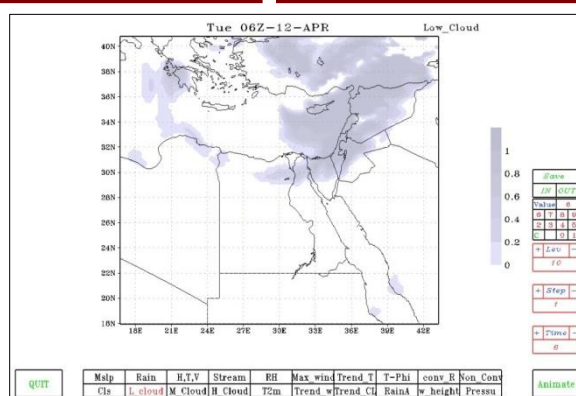 Tue 06Z-12-APR
Low_Cloud
40N
38N
36N
34N
32N
30N
28N
26N
24N
22N
20N
18N
18E 21E 24E 27E 30E 33E 36E 39E 42E
1
0.8
0.6
0.4
0.2
0
Save
IN OUT
Value 6
6 7 8 9
2 3 4 5
C 0 1
+ Lev -
10
+ Step -
1
+ Time -
6
QUIT
Mslp Rain H,T,V Stream RH Max_wind Trend_T T-Phi conv_R Non_Conv
Cls L_cloud M_Cloud H_Cloud T2m Trend_w Trend_CL RainA w_height Pressu
Animate